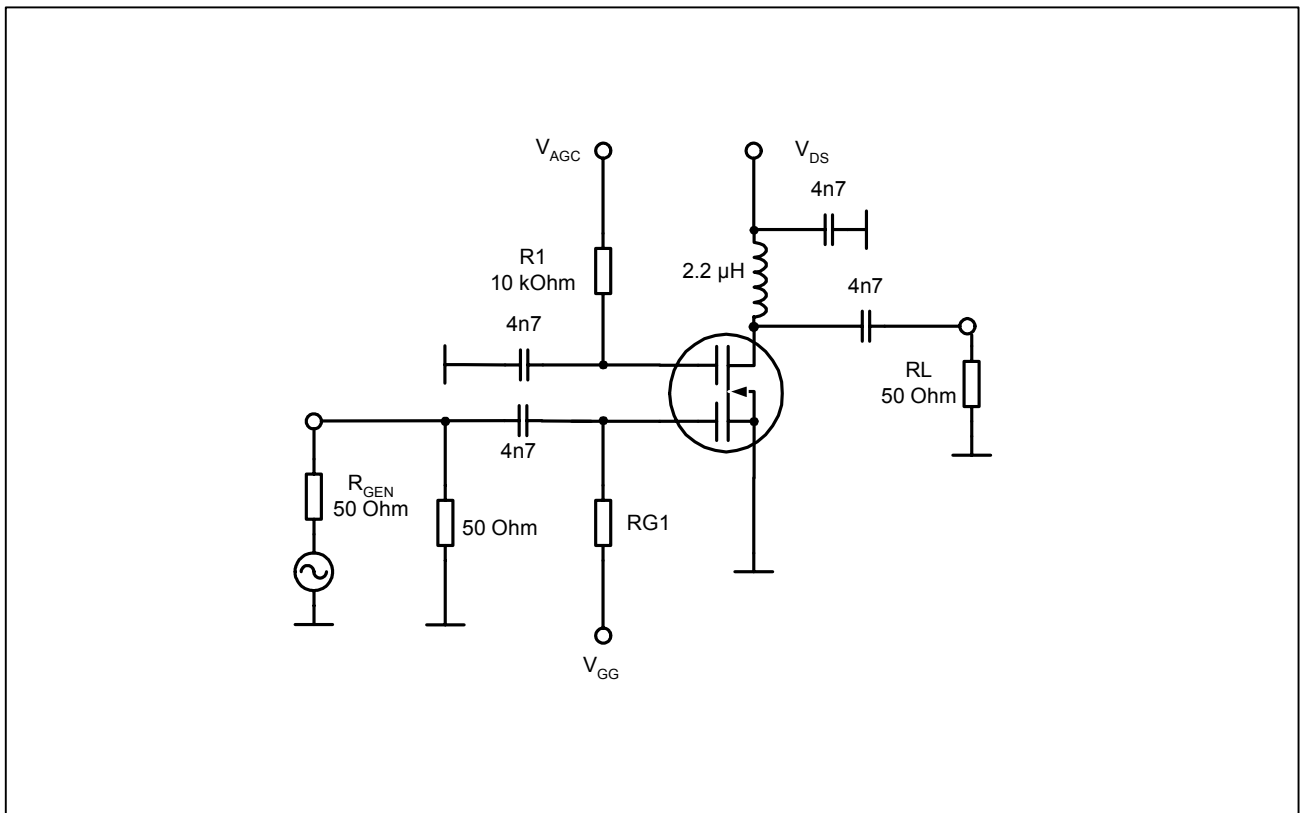 V_AGC
V_DS
4n7
R1
10 kOhm
2.2 µH
4n7
4n7
RL
50 Ohm
4n7
R_GEN
50 Ohm
50 Ohm
RG1
V_GG